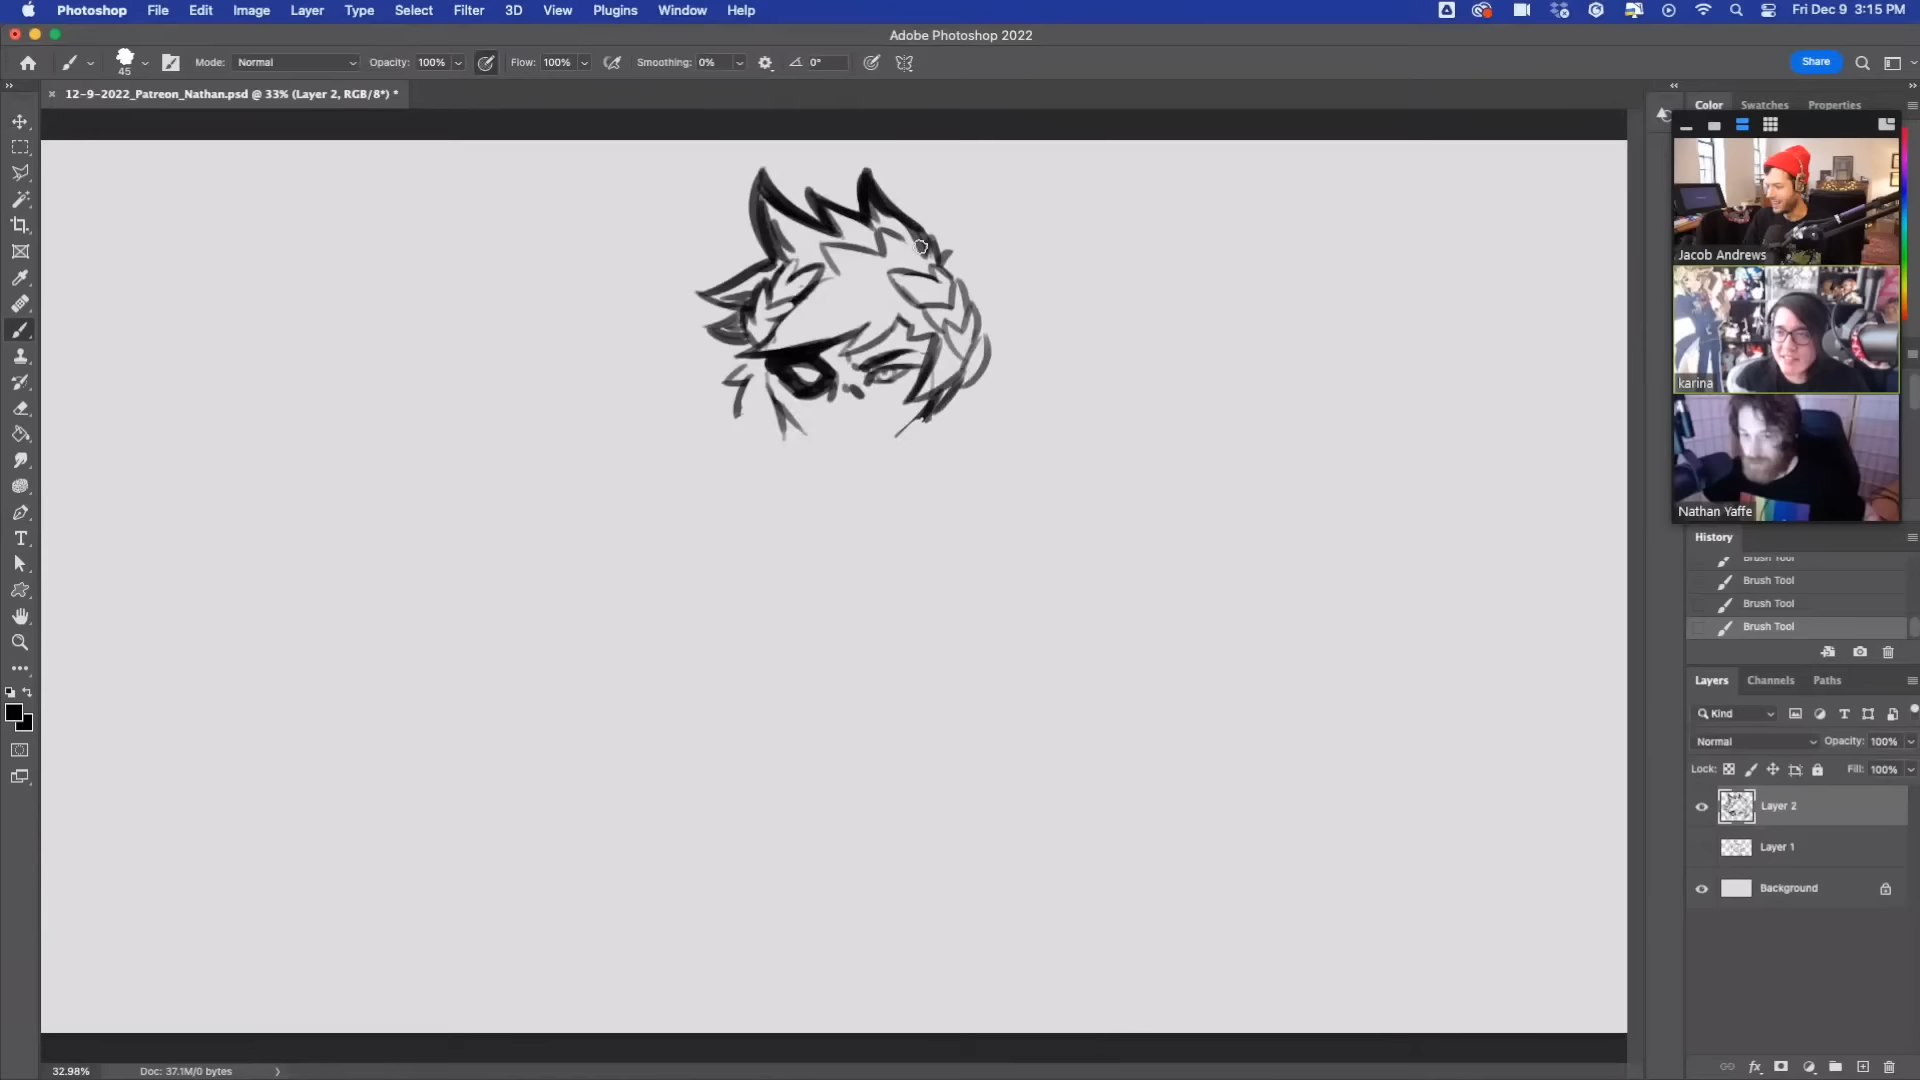 Photoshop File Edit Image Layer Type Select Filter 3D View Plugins Window Help Fri Dec 9 3:15 PM
Adobe Photoshop 2022
45 Mode: Normal Opacity: 100% Flow: 100% Smoothing: 0% 0° Share
12-9-2022_Patreon_Nathan.psd @ 33% (Layer 2, RGB/8*) *
Color Swatches Properties
Jacob Andrews
karina
Nathan Yaffe
History
Brush Tool
Brush Tool
Brush Tool
Brush Tool
Layers Channels Paths
Kind
Normal Opacity: 100%
Lock: Fill: 100%
Layer 2
Layer 1
Background
32.98% Doc: 37.1M/0 bytes